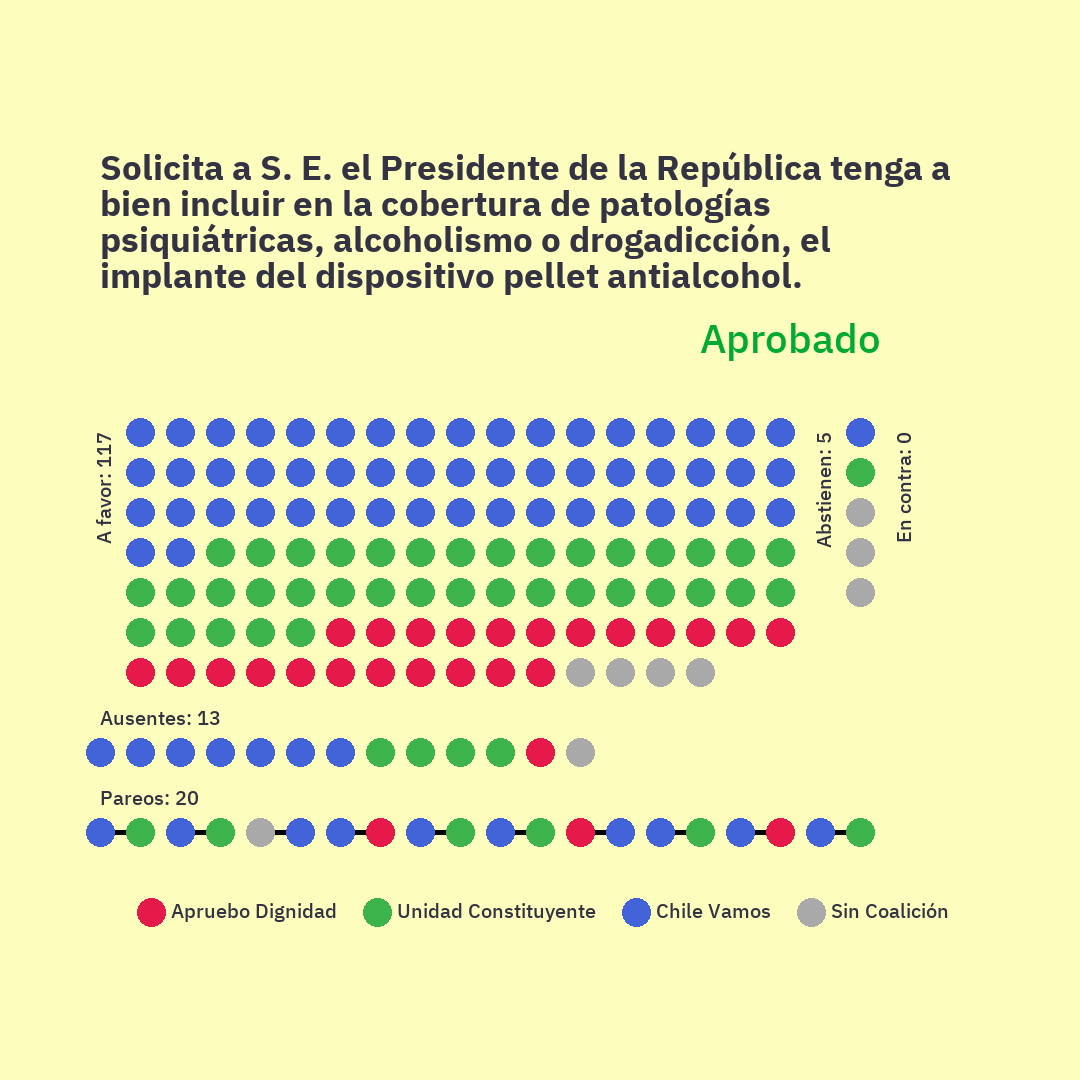 Solicita a S. E. el Presidente de la República tenga a
bien incluir en la cobertura de patologías
psiquiátricas, alcoholismo o drogadicción, el
implante del dispositivo pellet antialcohol.
Aprobado
A favor: 117
Abstienen: 5
En contra: 0
Ausentes: 13
Pareos: 20
Apruebo Dignidad
Unidad Constituyente
Chile Vamos
Sin Coalición